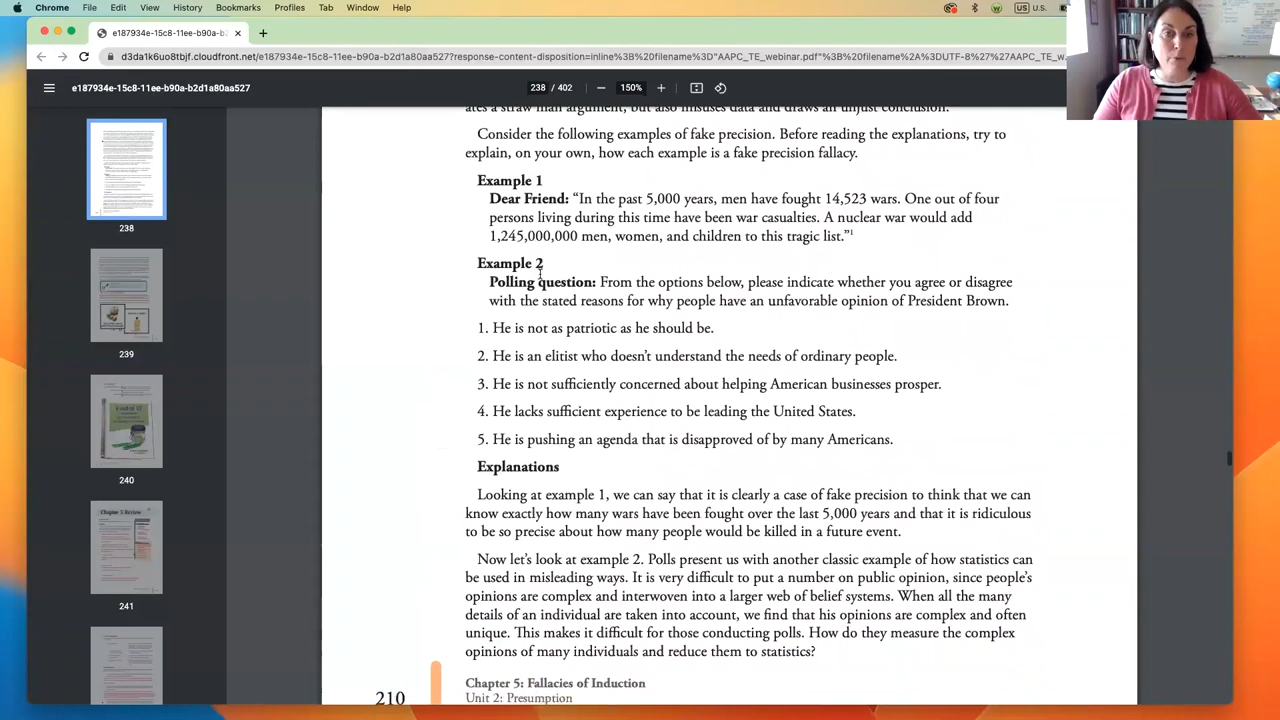 Chrome File Edit View History Bookmarks Profiles Tab Window Help
U.S.
e187934e-15c8-11ee-b90a-b2
d3da1k6uo8tbjf.cloudfront.net/e187934e-15c8-11ee-b90a-b2d1a80aa527?response-content-disposition=inline%3B%20filename%3D"AAPC_TE_webinar.pdf"%3B%20filename%2A%3DUTF-8%27%27AAPC_TE_w
e187934e-15c8-11ee-b90a-b2d1a80aa527
238 / 402
150%
ates a straw man argument, but also misuses data and draws an unjust conclusion.
Consider the following examples of fake precision. Before reading the explanations, try to
explain, on your own, how each example is a fake precision fallacy.
Example 1
Dear Friend: "In the past 5,000 years, men have fought 14,523 wars. One out of four
persons living during this time have been war casualties. A nuclear war would add
1,245,000,000 men, women, and children to this tragic list."1
Example 2
Polling question: From the options below, please indicate whether you agree or disagree
with the stated reasons for why people have an unfavorable opinion of President Brown.
1. He is not as patriotic as he should be.
2. He is an elitist who doesn't understand the needs of ordinary people.
3. He is not sufficiently concerned about helping American businesses prosper.
4. He lacks sufficient experience to be leading the United States.
5. He is pushing an agenda that is disapproved of by many Americans.
Explanations
Looking at example 1, we can say that it is clearly a case of fake precision to think that we can
know exactly how many wars have been fought over the last 5,000 years and that it is ridiculous
to be so precise about how many people would be killed in a future event.
Now let's look at example 2. Polls present us with another classic example of how statistics can
be used in misleading ways. It is very difficult to put a number on public opinion, since people's
opinions are complex and interwoven into a larger web of belief systems. When all the many
details of an individual are taken into account, we find that his opinions are complex and often
unique. This makes it difficult for those conducting polls. How do they measure the complex
opinions of many individuals and reduce them to statistics?
210
Chapter 5: Fallacies of Induction
Unit 2: Presumption
238
239
240
Chapter 3 Review
241